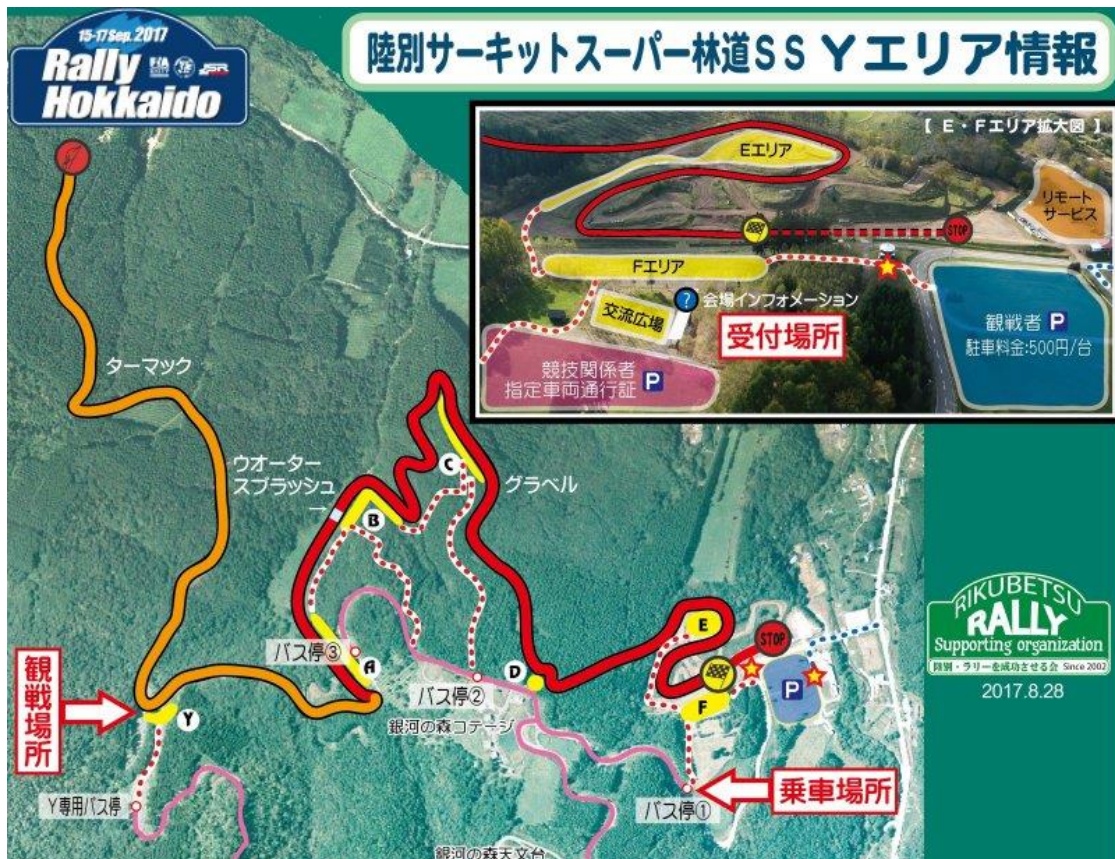 15-17Sep.2017
Rally
Hokkaido
FIA
JSR
陸別サーキットスーパー林道SS Yエリア情報
【 E・Fエリア拡大図 】
Eエリア
リモート
サービス
STOP
Fエリア
? 会場インフォメーション
交流広場
受付場所
観戦者 P
駐車料金:500円/台
競技関係者
指定車両通行証 P
ターマック
ウオーター
スプラッシュ
→
C
グラベル
B
バス停③
A
バス停②
D
E
STOP
F
P
銀河の森コテージ
観戦場所
Y
Y専用バス停
バス停①
乗車場所
銀河の森天文台
RIKUBETSU
RALLY
Supporting organization
陸別・ラリーを成功させる会 Since 2002
2017.8.28